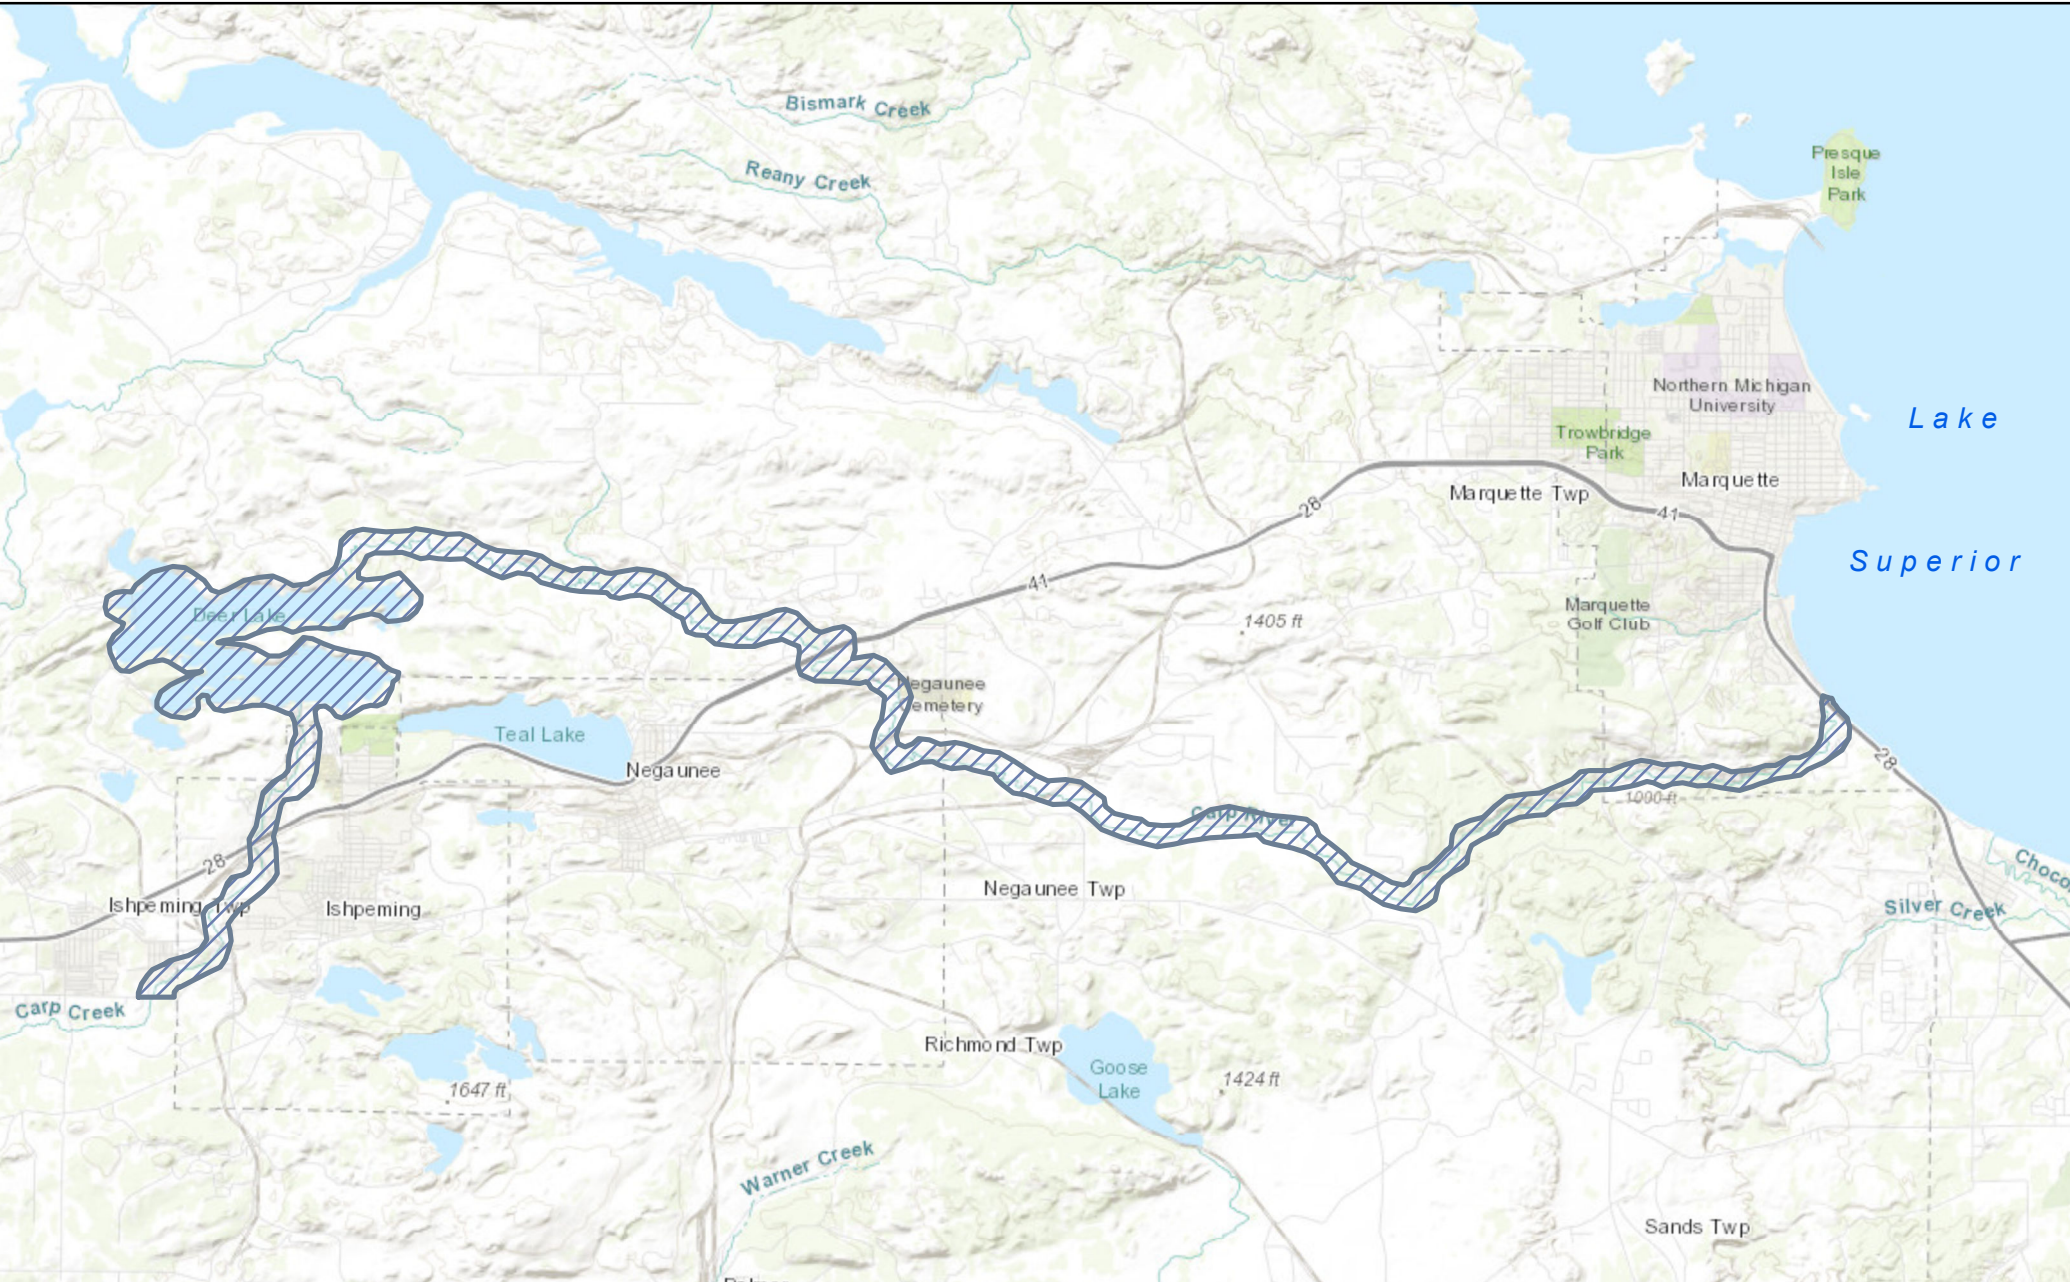 Bismark Creek
Reany Creek
Presque
Isle
Park
Northern Michigan
University
Lake
Trowbridge
Park
Marquette
Marquette Twp
28
41
Superior
41
Deer Lake
Marquette
Golf Club
1405 ft
Negaunee
Cemetery
Teal Lake
Negaunee
28
1090 ft
Carp River
28
Ishpeming Twp
Ishpeming
Negaunee Twp
Choco
Silver Creek
Carp Creek
Richmond Twp
Goose
Lake
1647 ft
1424 ft
Warner Creek
Sands Twp